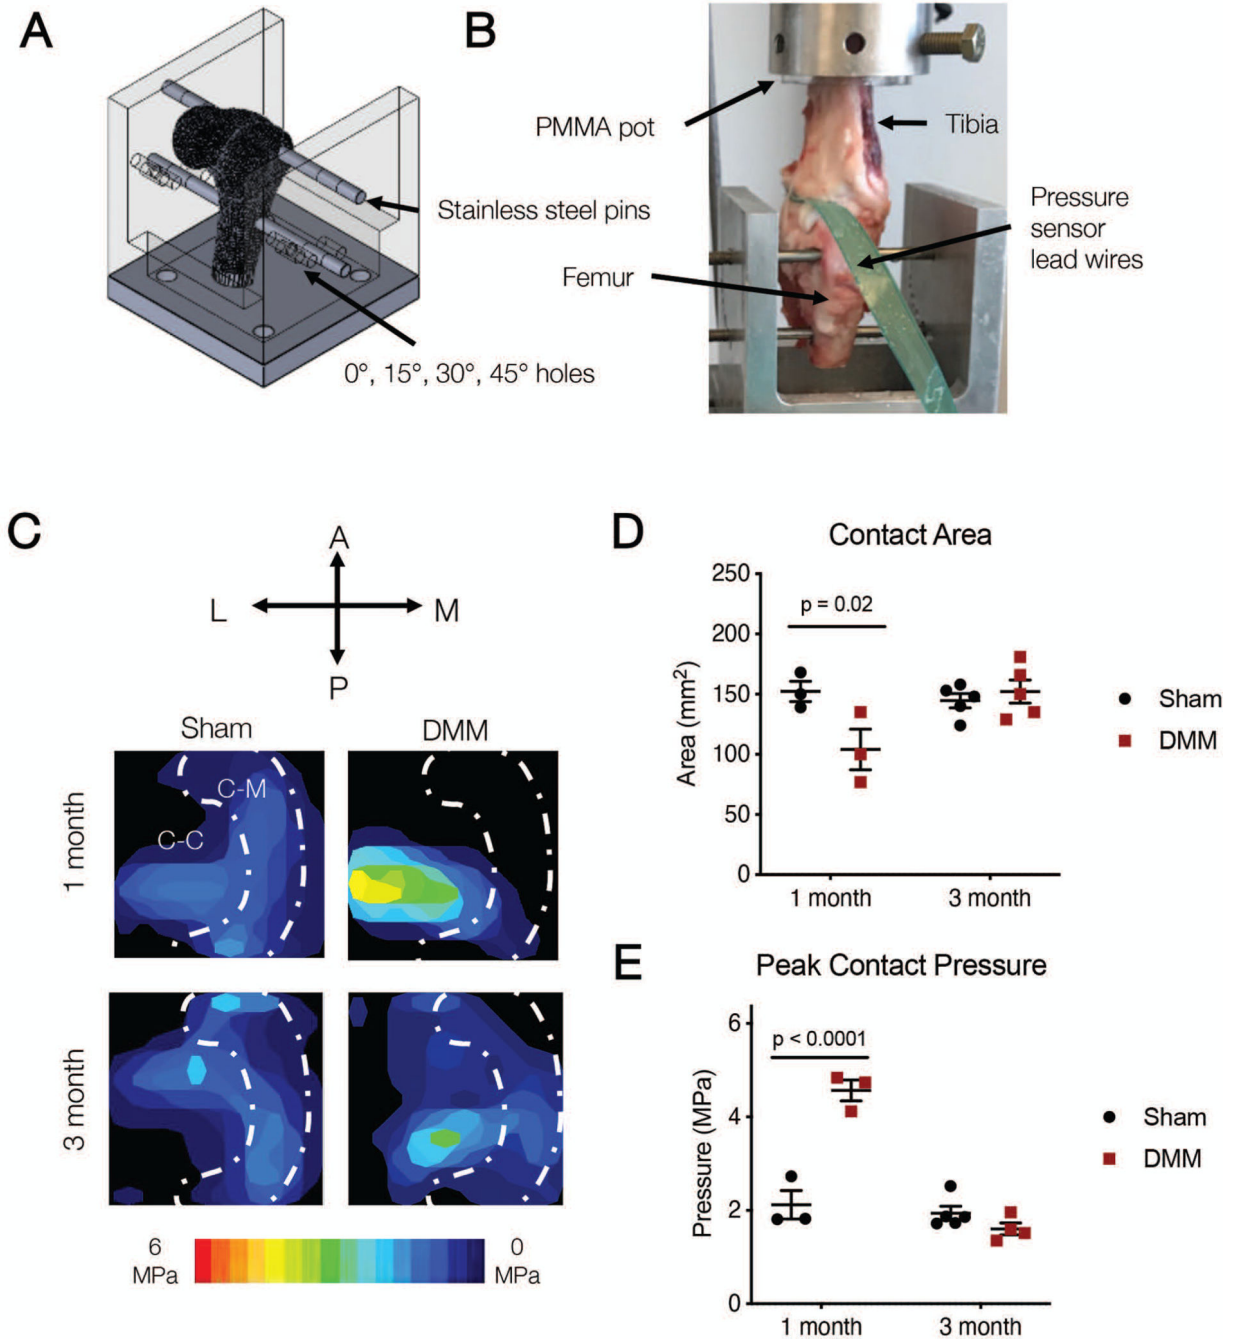 A
Stainless steel pins
0°, 15°, 30°, 45° holes
B
PMMA pot
Tibia
Pressure
sensor
lead wires
Femur
C
A
L
M
P
Sham
DMM
1 month
C-M
C-C
3 month
6
MPa
0
MPa
D
Contact Area
250
200
150
100
50
0
Area (mm²)
p = 0.02
1 month
3 month
Sham
DMM
E
Peak Contact Pressure
6
4
2
0
Pressure (MPa)
p < 0.0001
1 month
3 month
Sham
DMM